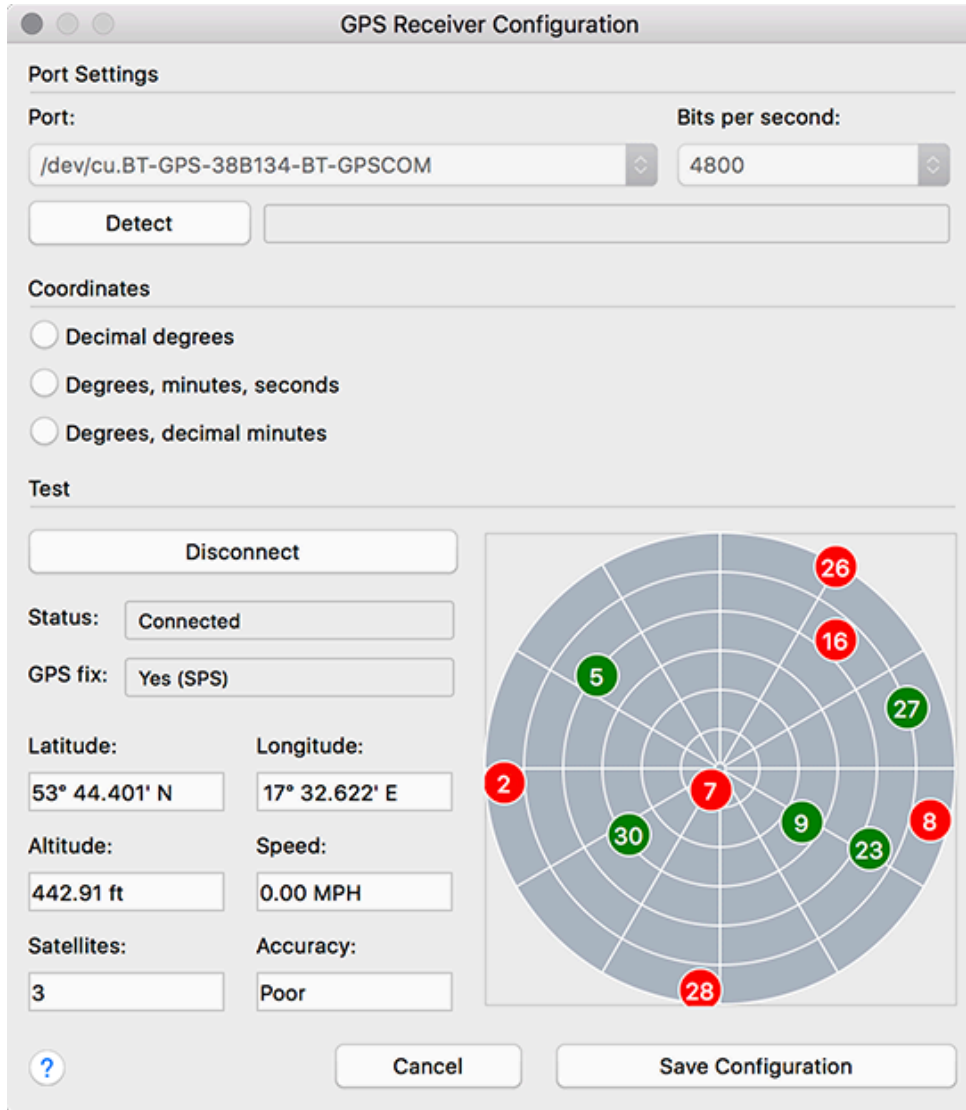 GPS Receiver Configuration
Port Settings
Port:
Bits per second:
/dev/cu.BT-GPS-38B134-BT-GPSCOM
4800
Detect
Coordinates
Decimal degrees
Degrees, minutes, seconds
Degrees, decimal minutes
Test
Disconnect
Status:
Connected
GPS fix:
Yes (SPS)
Latitude:
Longitude:
53° 44.401' N
17° 32.622' E
Altitude:
Speed:
442.91 ft
0.00 MPH
Satellites:
Accuracy:
3
Poor
26
16
5
27
2
7
9
8
30
23
28
?
Cancel
Save Configuration